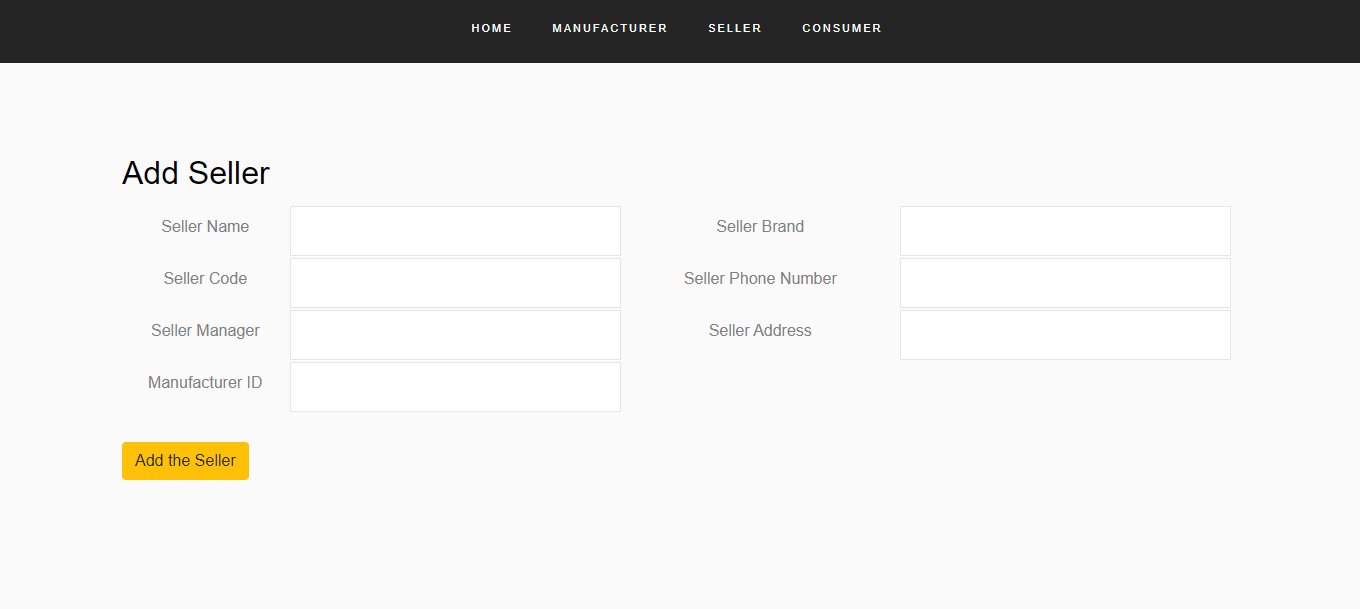 HOME MANUFACTURER SELLER CONSUMER
Add Seller
Seller Name Seller Brand
Seller Code Seller Phone Number
Seller Manager Seller Address
Manufacturer ID
Add the Seller